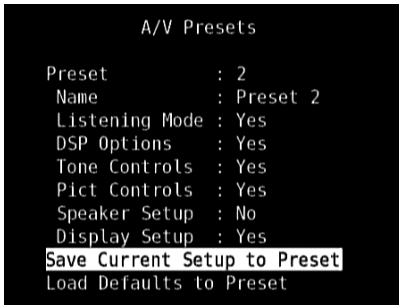 A/V Presets
Preset : 2
Name : Preset 2
Listening Mode : Yes
DSP Options : Yes
Tone Controls : Yes
Pict Controls : Yes
Speaker Setup : No
Display Setup : Yes
Save Current Setup to Preset
Load Defaults to Preset